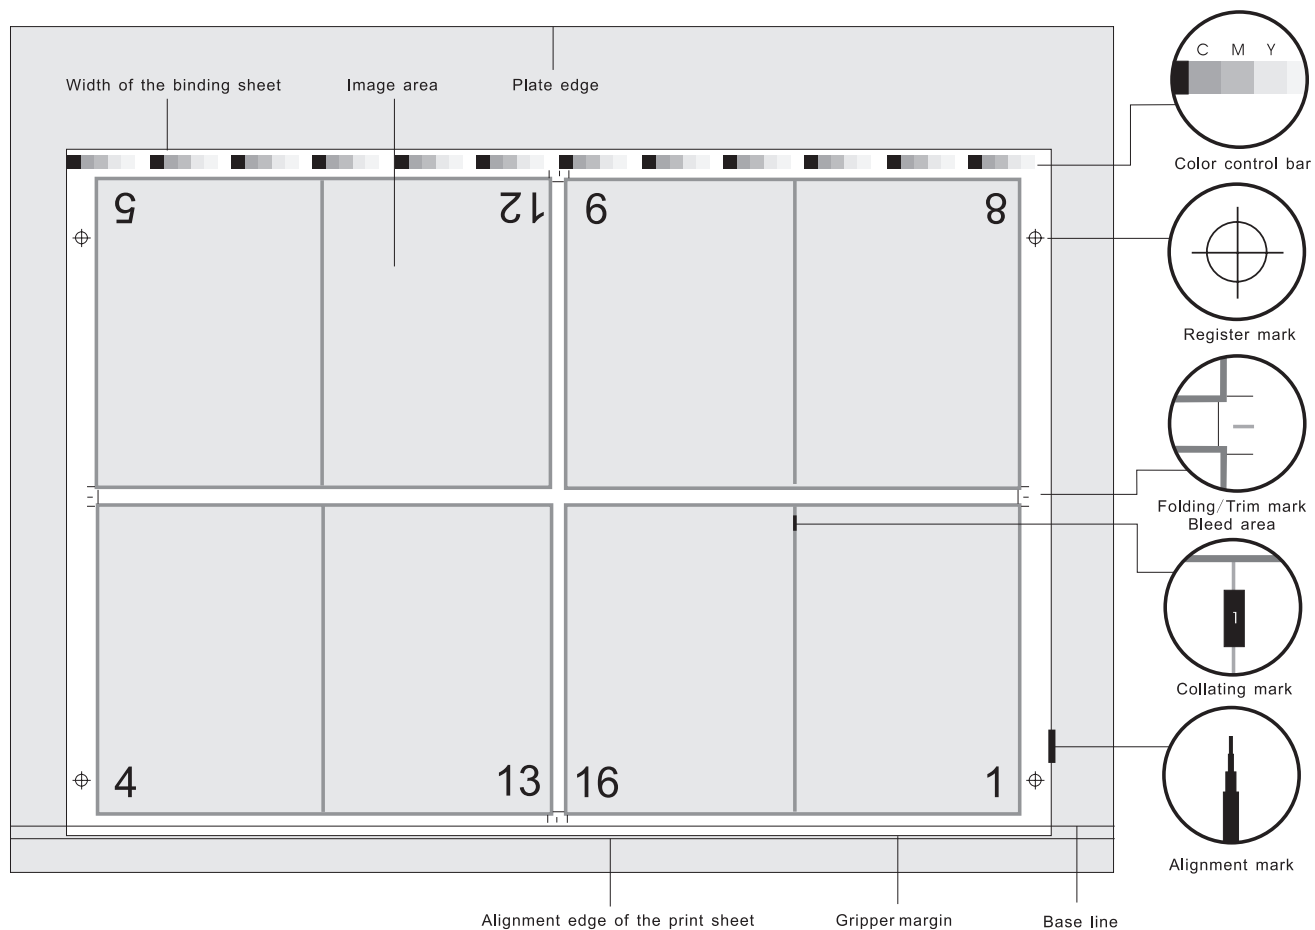 C M Y
Width of the binding sheet
Image area
Plate edge
Color control bar
5
12
9
8
Register mark
Folding/Trim mark
Bleed area
1
Collating mark
4
13
16
1
Alignment mark
Alignment edge of the print sheet
Gripper margin
Base line